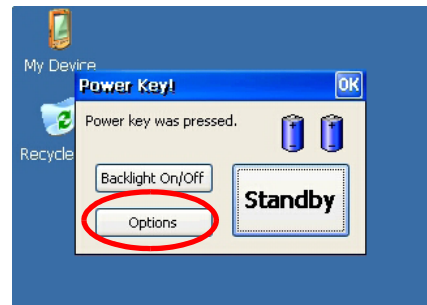 My Device
Power Key!
OK
Power key was pressed.
Recycle
Backlight On/Off
Standby
Options